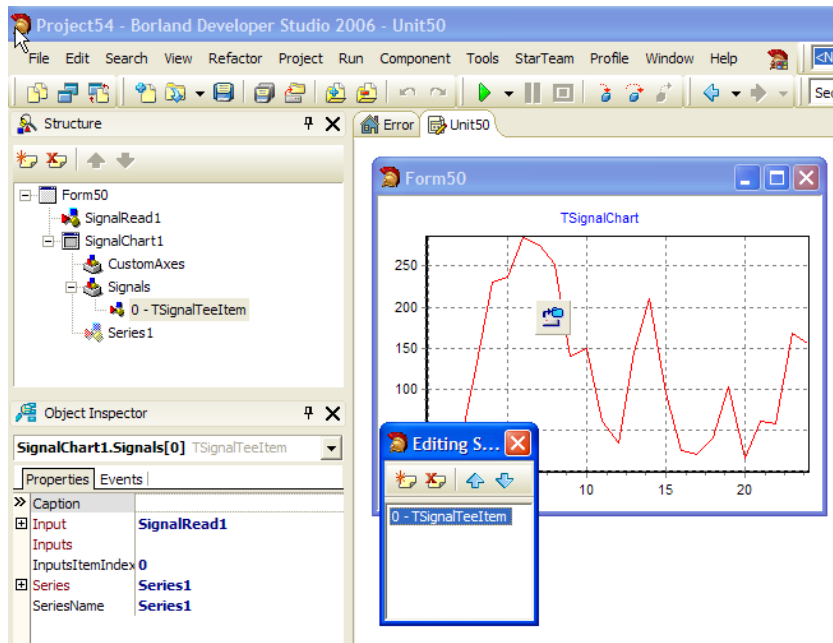 Project54 - Borland Developer Studio 2006 - Unit50
File Edit Search View Refactor Project Run Component Tools StarTeam Profile Window Help
Structure
Error Unit50
Form50
SignalRead1
SignalChart1
CustomAxes
Signals
0 - TSignalTeeItem
Series1
Form50
TSignalChart
250
200
150
100
10 15 20
Object Inspector
SignalChart1.Signals[0] TSignalTeeItem
Properties Events
Caption
Input SignalRead1
Inputs
InputsItemIndex 0
Series Series1
SeriesName Series1
Editing S...
0 - TSignalTeeItem